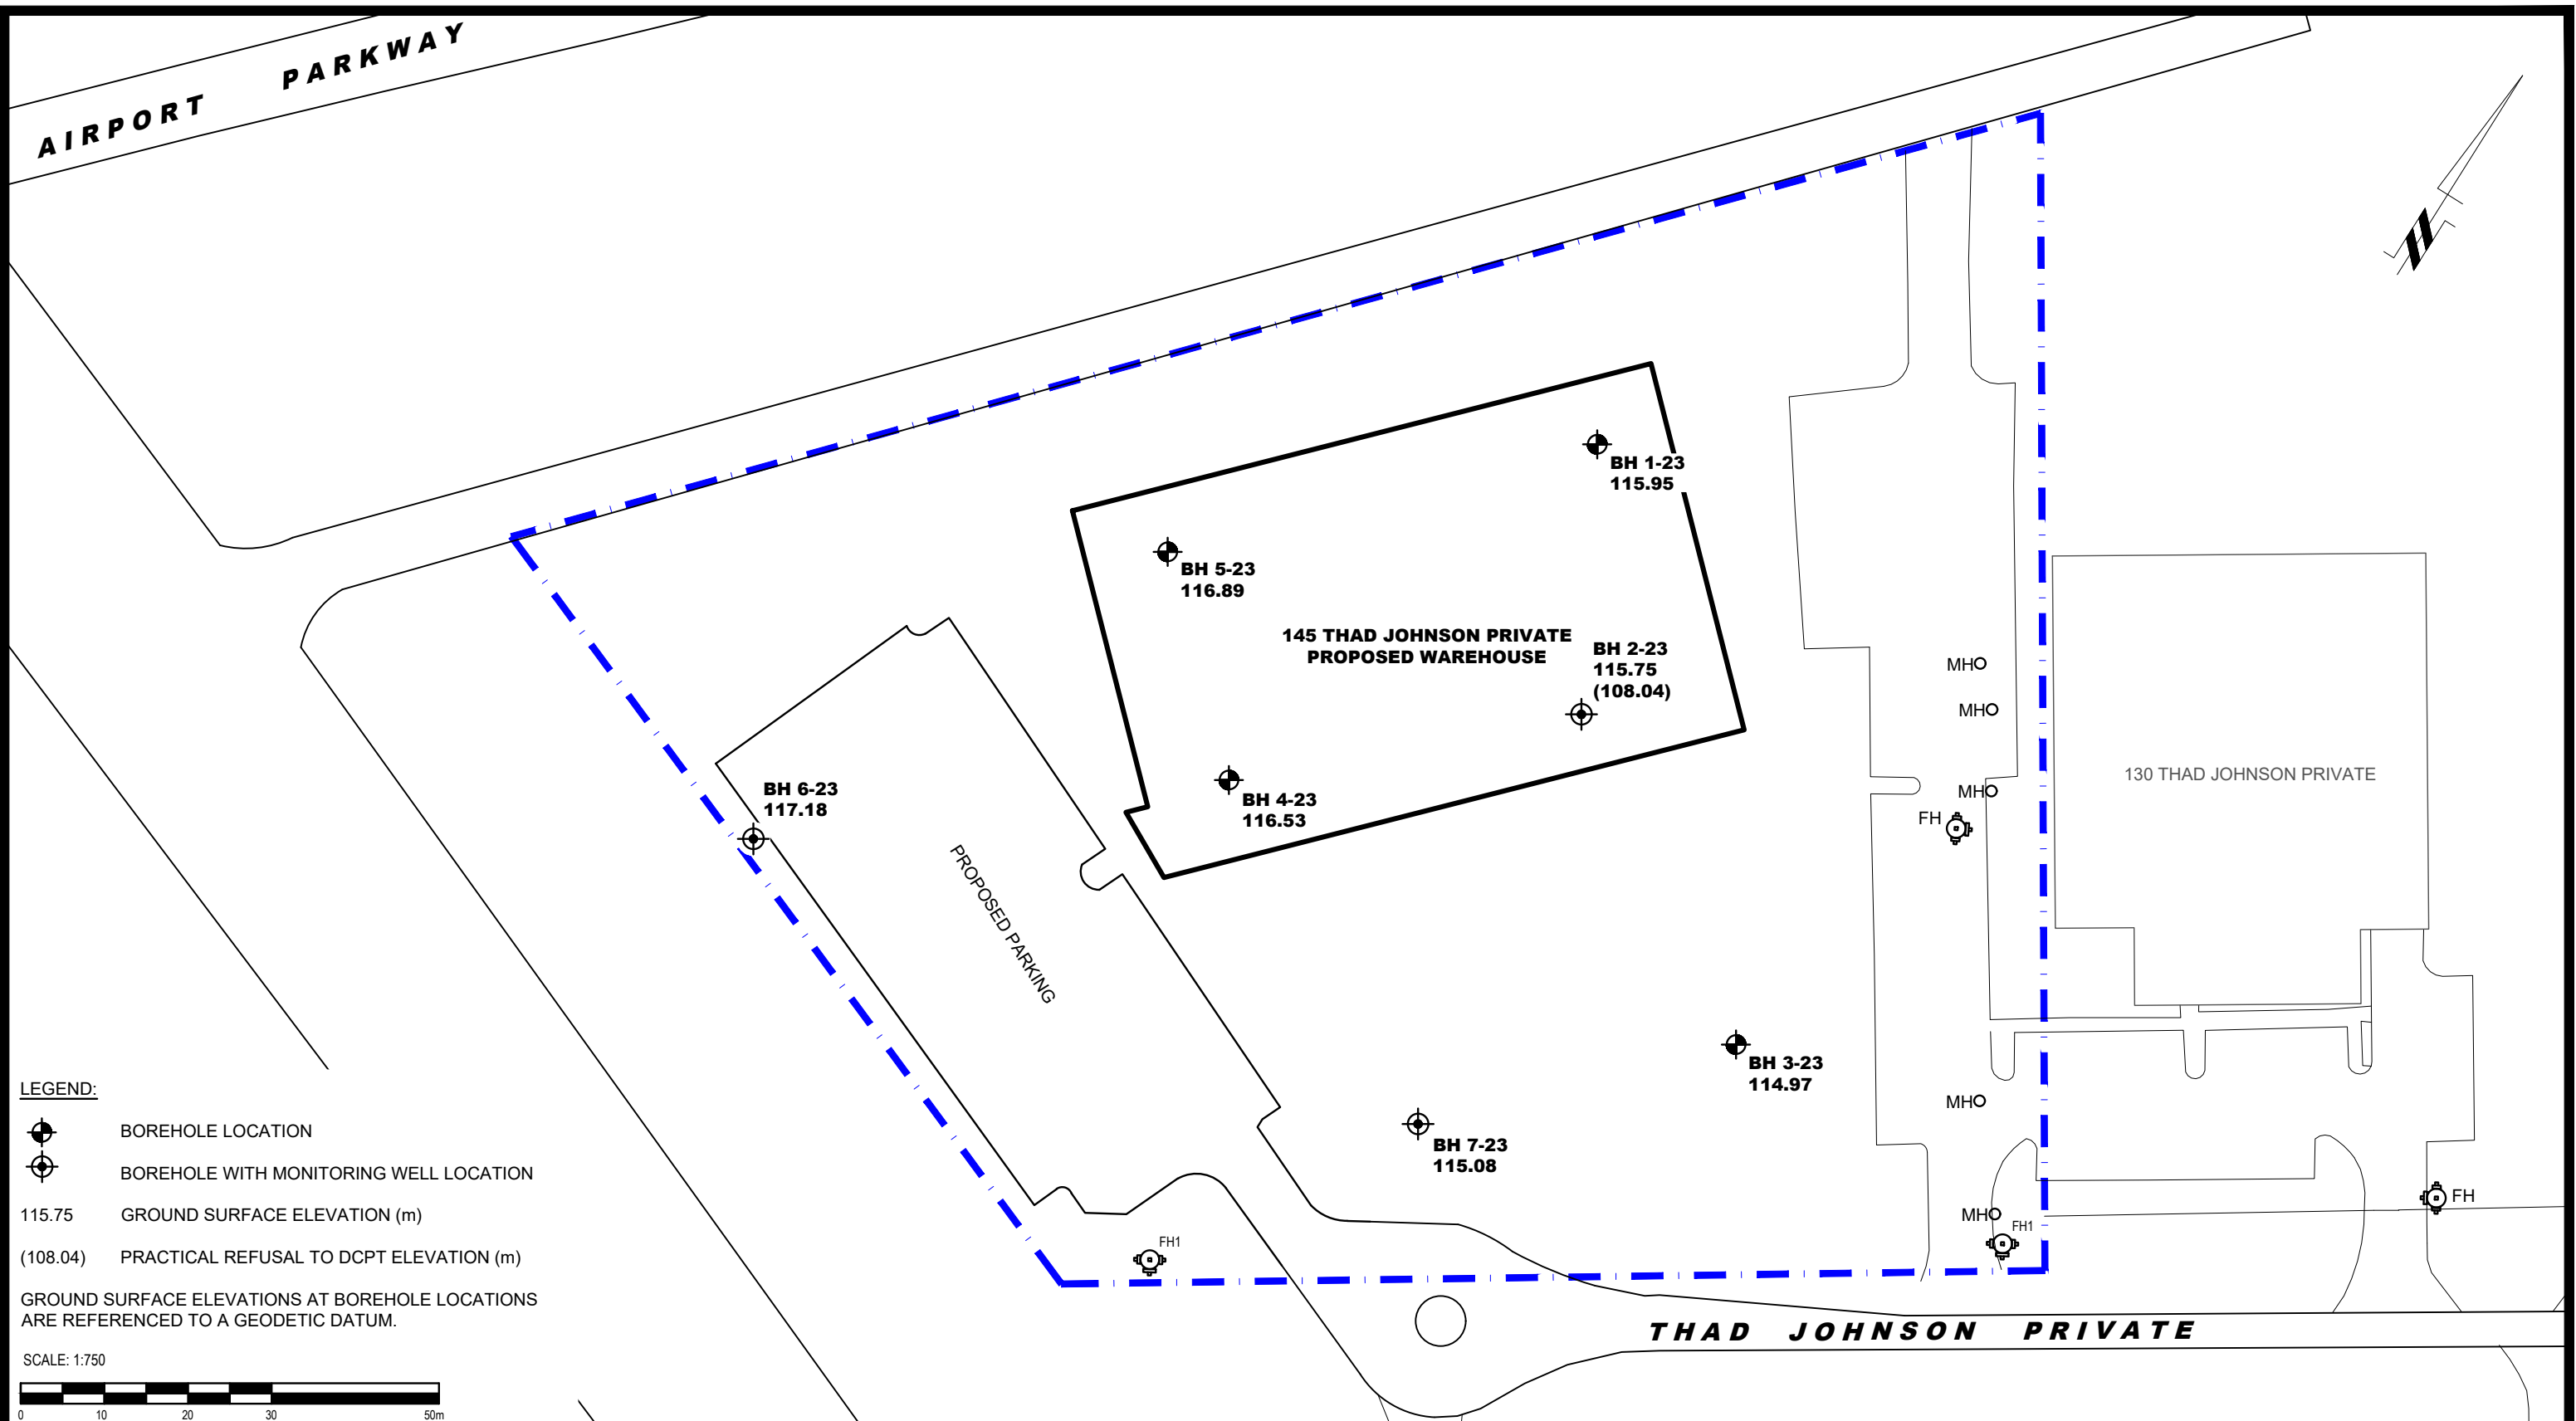 AIRPORT PARKWAY
BH 1-23
115.95
BH 5-23
116.89
145 THAD JOHNSON PRIVATE
PROPOSED WAREHOUSE
BH 2-23
115.75
(108.04)
MH
MH
130 THAD JOHNSON PRIVATE
BH 6-23
117.18
BH 4-23
116.53
MH
FH
PROPOSED PARKING
BH 3-23
114.97
MH
BH 7-23
115.08
FH
MH
FH1
FH1
THAD JOHNSON PRIVATE
LEGEND:
BOREHOLE LOCATION
BOREHOLE WITH MONITORING WELL LOCATION
115.75 GROUND SURFACE ELEVATION (m)
(108.04) PRACTICAL REFUSAL TO DCPT ELEVATION (m)
GROUND SURFACE ELEVATIONS AT BOREHOLE LOCATIONS
ARE REFERENCED TO A GEODETIC DATUM.
SCALE: 1:750
0 10 20 30 50m